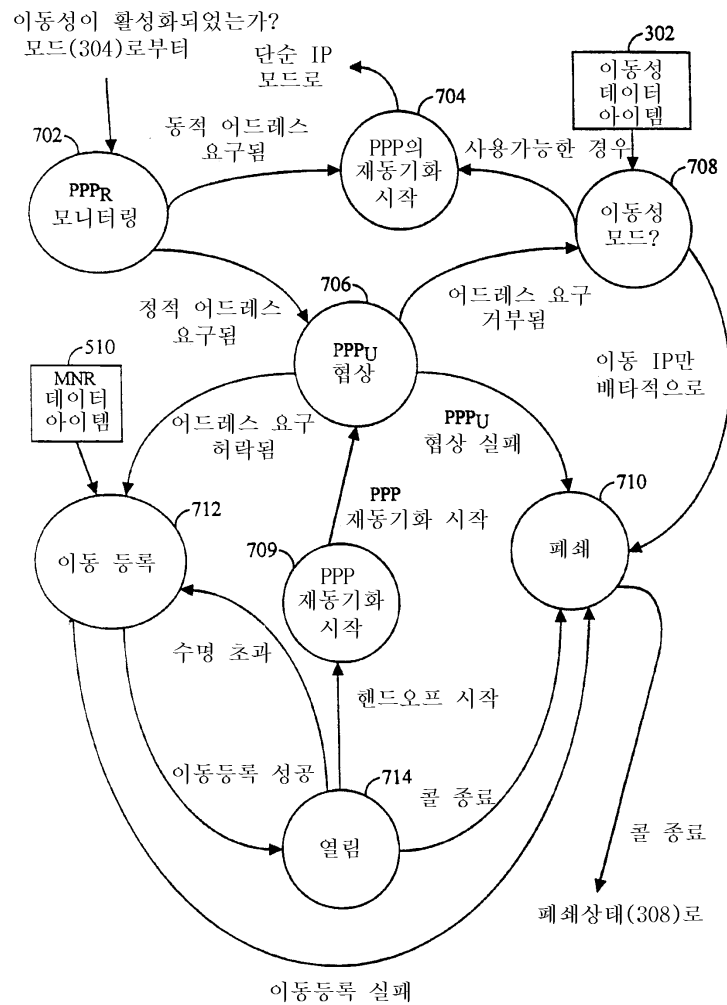 이동성이 활성화되었는가?
모드(304)로부터
단순 IP
모드로
302
이동성
데이터
아이템
704
702
동적 어드레스
요구됨
PPP의
재동기화
시작
사용가능한 경우
708
PPPR
모니터링
이동성
모드?
706
정적 어드레스
요구됨
어드레스 요구
거부됨
PPPU
협상
510
MNR
데이터
아이템
이동 IP만
배타적으로
어드레스 요구
허락됨
PPPU
협상 실패
712
PPP
재동기화 시작
710
이동 등록
709
PPP
재동기화
시작
폐쇄
수명 초과
핸드오프 시작
이동등록 성공
714
콜 종료
열림
콜 종료
폐쇄상태(308)로
이동등록 실패